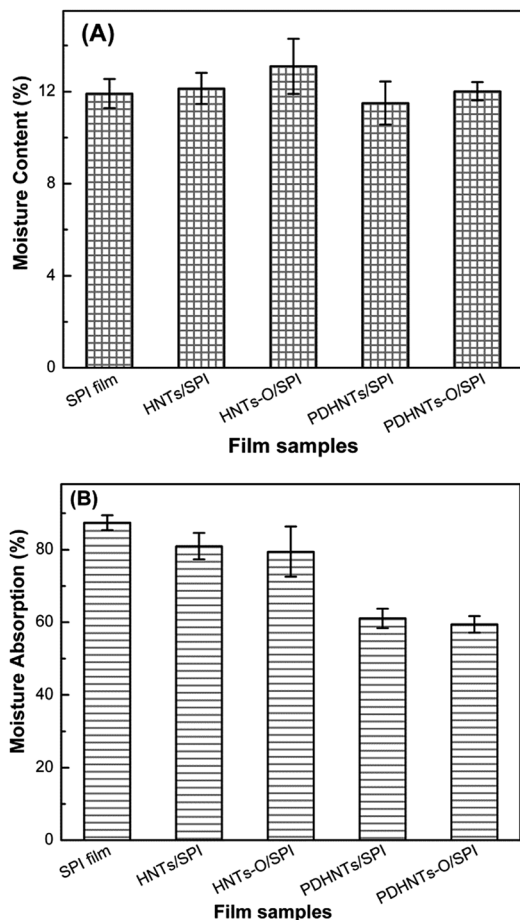 (A)
Moisture Content (%)
12
8
4
0
SPI film
HNTs/SPI
HNTs-O/SPI
PDHNTs/SPI
PDHNTs-O/SPI
Film samples
(B)
Moisture Absorption (%)
80
60
40
20
0
SPI film
HNTs/SPI
HNTs-O/SPI
PDHNTs/SPI
PDHNTs-O/SPI
Film samples